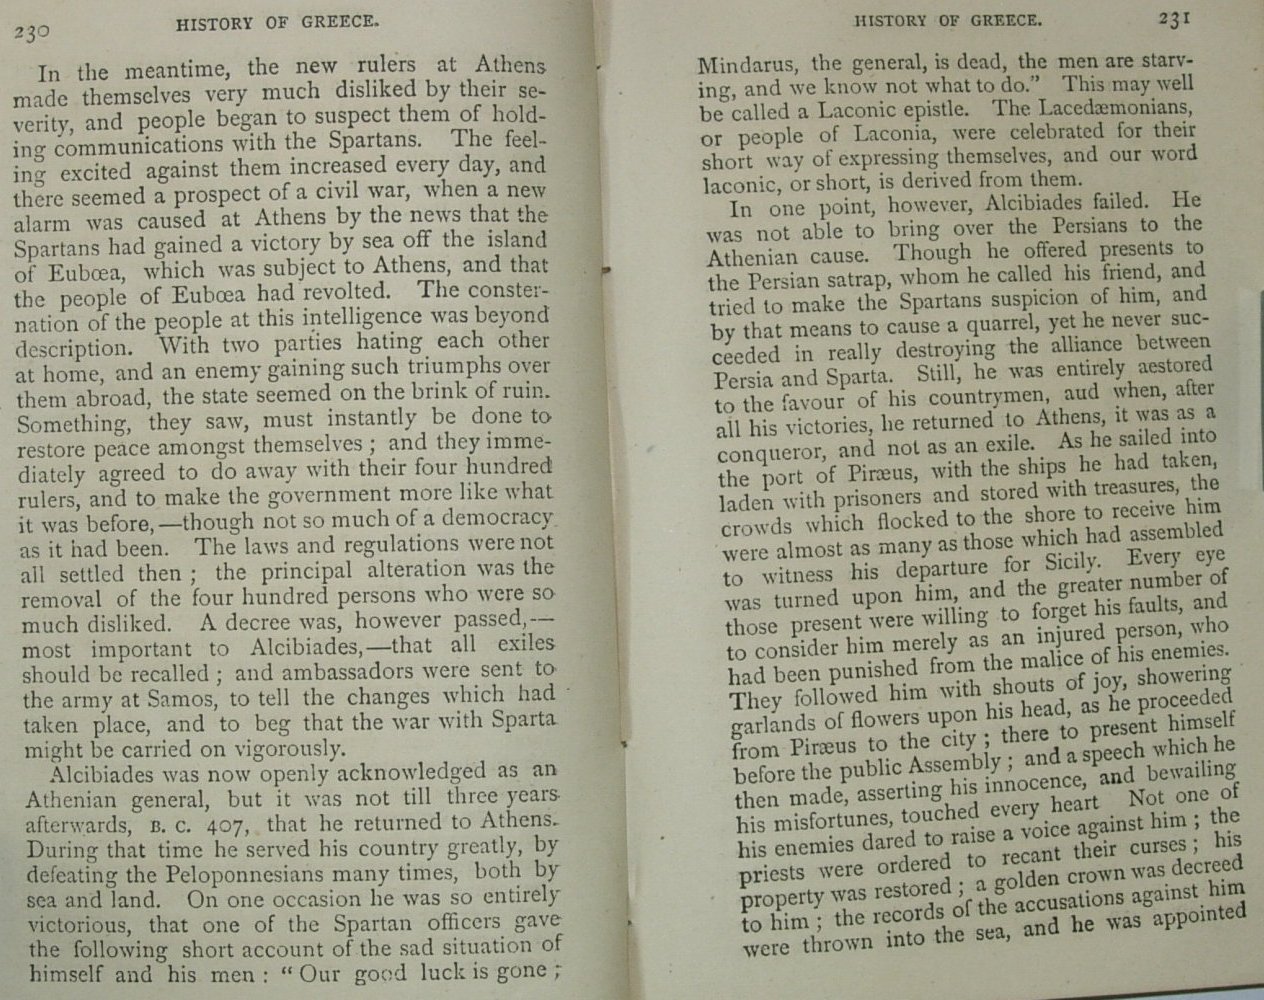 230 HISTORY OF GREECE.
In the meantime, the new rulers at Athens
made themselves very much disliked by their se-
verity, and people began to suspect them of hold-
ing communications with the Spartans. The feel-
ing excited against them increased every day, and
there seemed a prospect of a civil war, when a new
alarm was caused at Athens by the news that the
Spartans had gained a victory by sea off the island
of Eubœa, which was subject to Athens, and that
the people of Eubœa had revolted. The conster-
nation of the people at this intelligence was beyond
description. With two parties hating each other
at home, and an enemy gaining such triumphs over
them abroad, the state seemed on the brink of ruin.
Something, they saw, must instantly be done to
restore peace amongst themselves ; and they imme-
diately agreed to do away with their four hundred
rulers, and to make the government more like what
it was before,—though not so much of a democracy
as it had been. The laws and regulations were not
all settled then ; the principal alteration was the
removal of the four hundred persons who were so
much disliked. A decree was, however passed,—
most important to Alcibiades,—that all exiles
should be recalled ; and ambassadors were sent to
the army at Samos, to tell the changes which had
taken place, and to beg that the war with Sparta
might be carried on vigorously.
Alcibiades was now openly acknowledged as an
Athenian general, but it was not till three years
afterwards, B. C. 407, that he returned to Athens.
During that time he served his country greatly, by
defeating the Peloponnesians many times, both by
sea and land. On one occasion he was so entirely
victorious, that one of the Spartan officers gave
the following short account of the sad situation of
himself and his men : “ Our good luck is gone ;
HISTORY OF GREECE. 231
Mindarus, the general, is dead, the men are starv-
ing, and we know not what to do.” This may well
be called a Laconic epistle. The Lacedæmonians,
or people of Laconia, were celebrated for their
short way of expressing themselves, and our word
laconic, or short, is derived from them.
In one point, however, Alcibiades failed. He
was not able to bring over the Persians to the
Athenian cause. Though he offered presents to
the Persian satrap, whom he called his friend, and
tried to make the Spartans suspicion of him, and
by that means to cause a quarrel, yet he never suc-
ceeded in really destroying the alliance between
Persia and Sparta. Still, he was entirely aestored
to the favour of his countrymen, aud when, after
all his victories, he returned to Athens, it was as a
conqueror, and not as an exile. As he sailed into
the port of Piræus, with the ships he had taken,
laden with prisoners and stored with treasures, the
crowds which flocked to the shore to receive him
were almost as many as those which had assembled
to witness his departure for Sicily. Every eye
was turned upon him, and the greater number of
those present were willing to forget his faults, and
to consider him merely as an injured person, who
had been punished from the malice of his enemies.
They followed him with shouts of joy, showering
garlands of flowers upon his head, as he proceeded
from Piræus to the city ; there to present himself
before the public Assembly ; and a speech which he
then made, asserting his innocence, and bewailing
his misfortunes, touched every heart Not one of
his enemies dared to raise a voice against him ; the
priests were ordered to recant their curses ; his
property was restored ; a golden crown was decreed
to him ; the records of the accusations against him
were thrown into the sea, and he was appointed